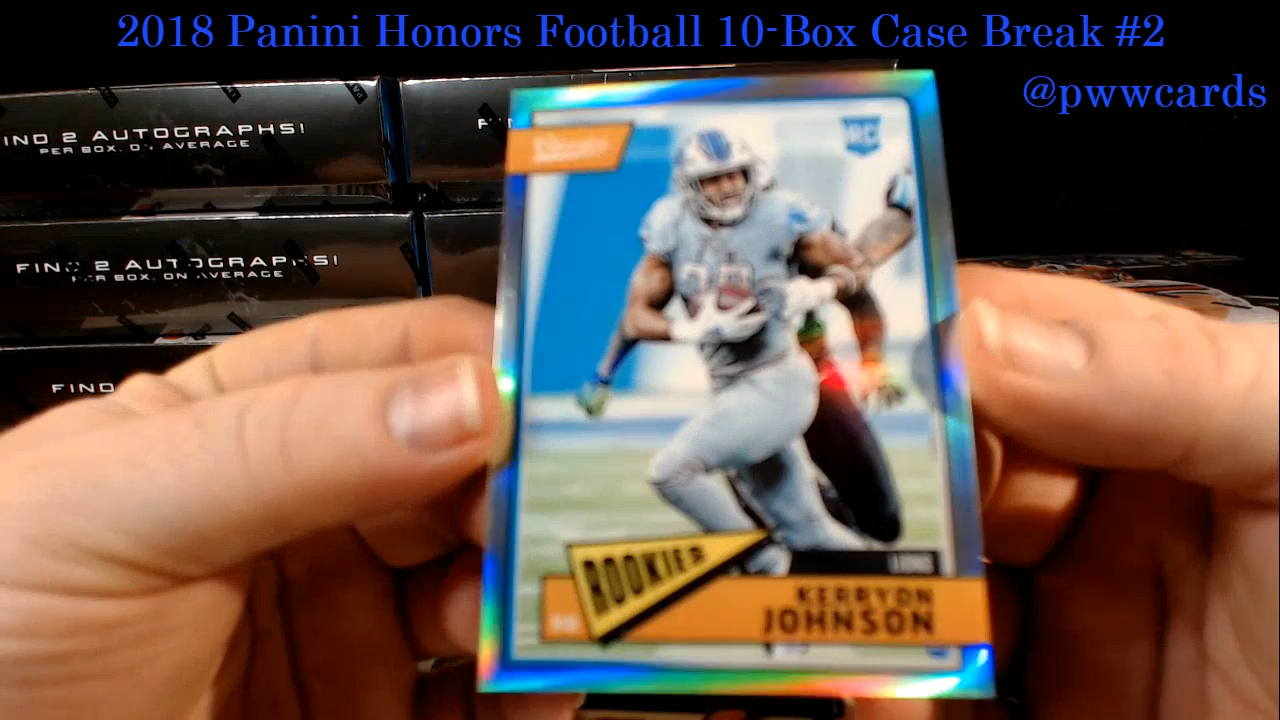 2018 Panini Honors Football 10-Box Case Break #2
@pwwcards
FIND 2 AUTOGRAPHS!
PER BOX, ON AVERAGE
FIND 2 AUTOGRAPHS!
PER BOX, ON AVERAGE
FIND
RC
LIONS
ROOKIES
KERRYON
JOHNSON